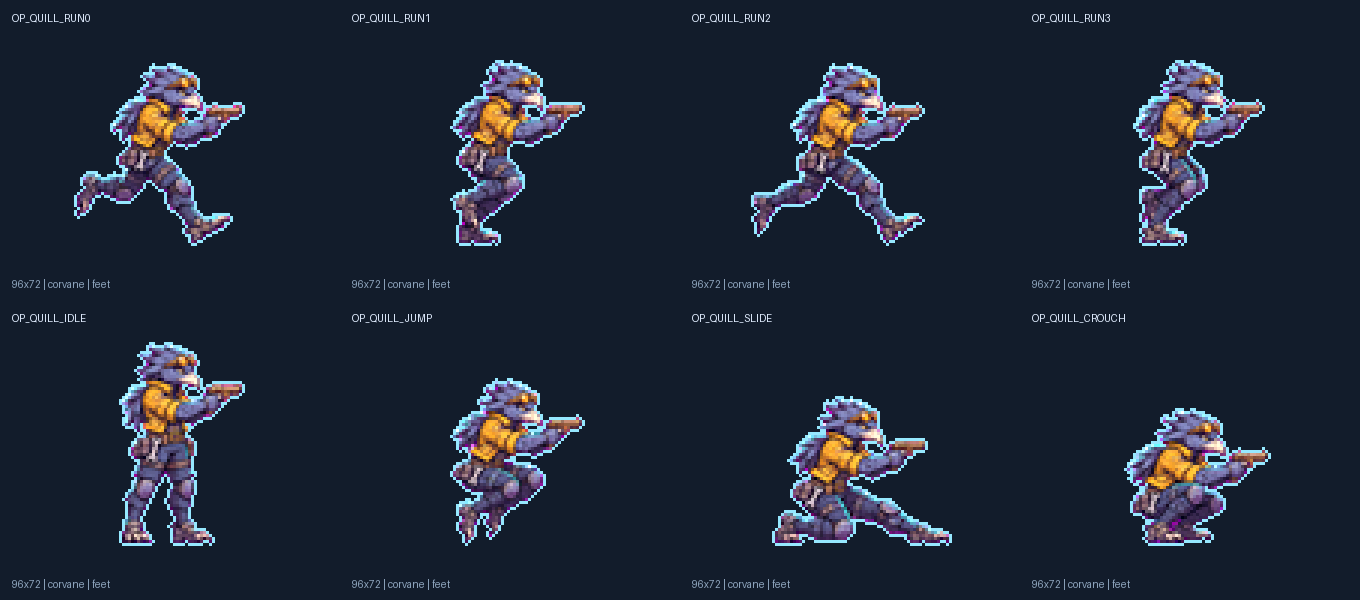 OP_QUILL_RUN0
OP_QUILL_RUN1
OP_QUILL_RUN2
OP_QUILL_RUN3
96x72 | corvane | feet
96x72 | corvane | feet
96x72 | corvane | feet
96x72 | corvane | feet
OP_QUILL_IDLE
OP_QUILL_JUMP
OP_QUILL_SLIDE
OP_QUILL_CROUCH
96x72 | corvane | feet
96x72 | corvane | feet
96x72 | corvane | feet
96x72 | corvane | feet